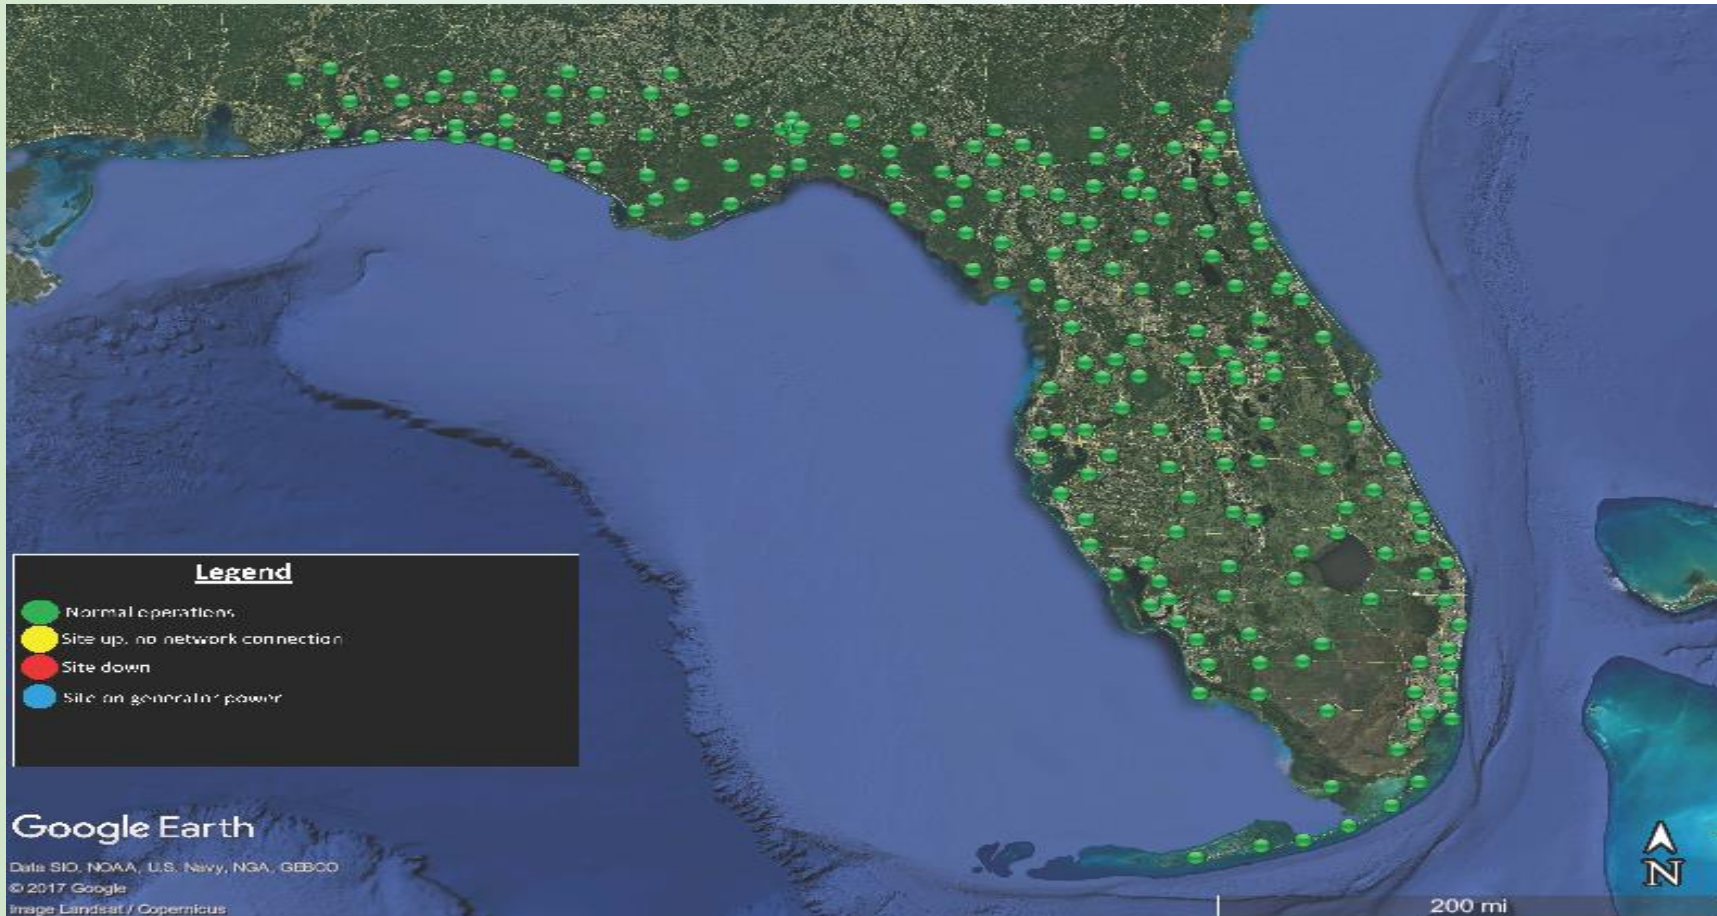 Legend
Normal operations
Site up, no network connection
Site down
Site on generator power
Google Earth
Data SIO, NOAA, U.S. Navy, NGA, GEBCO
© 2017 Google
Image Landsat / Copernicus
200 mi
N